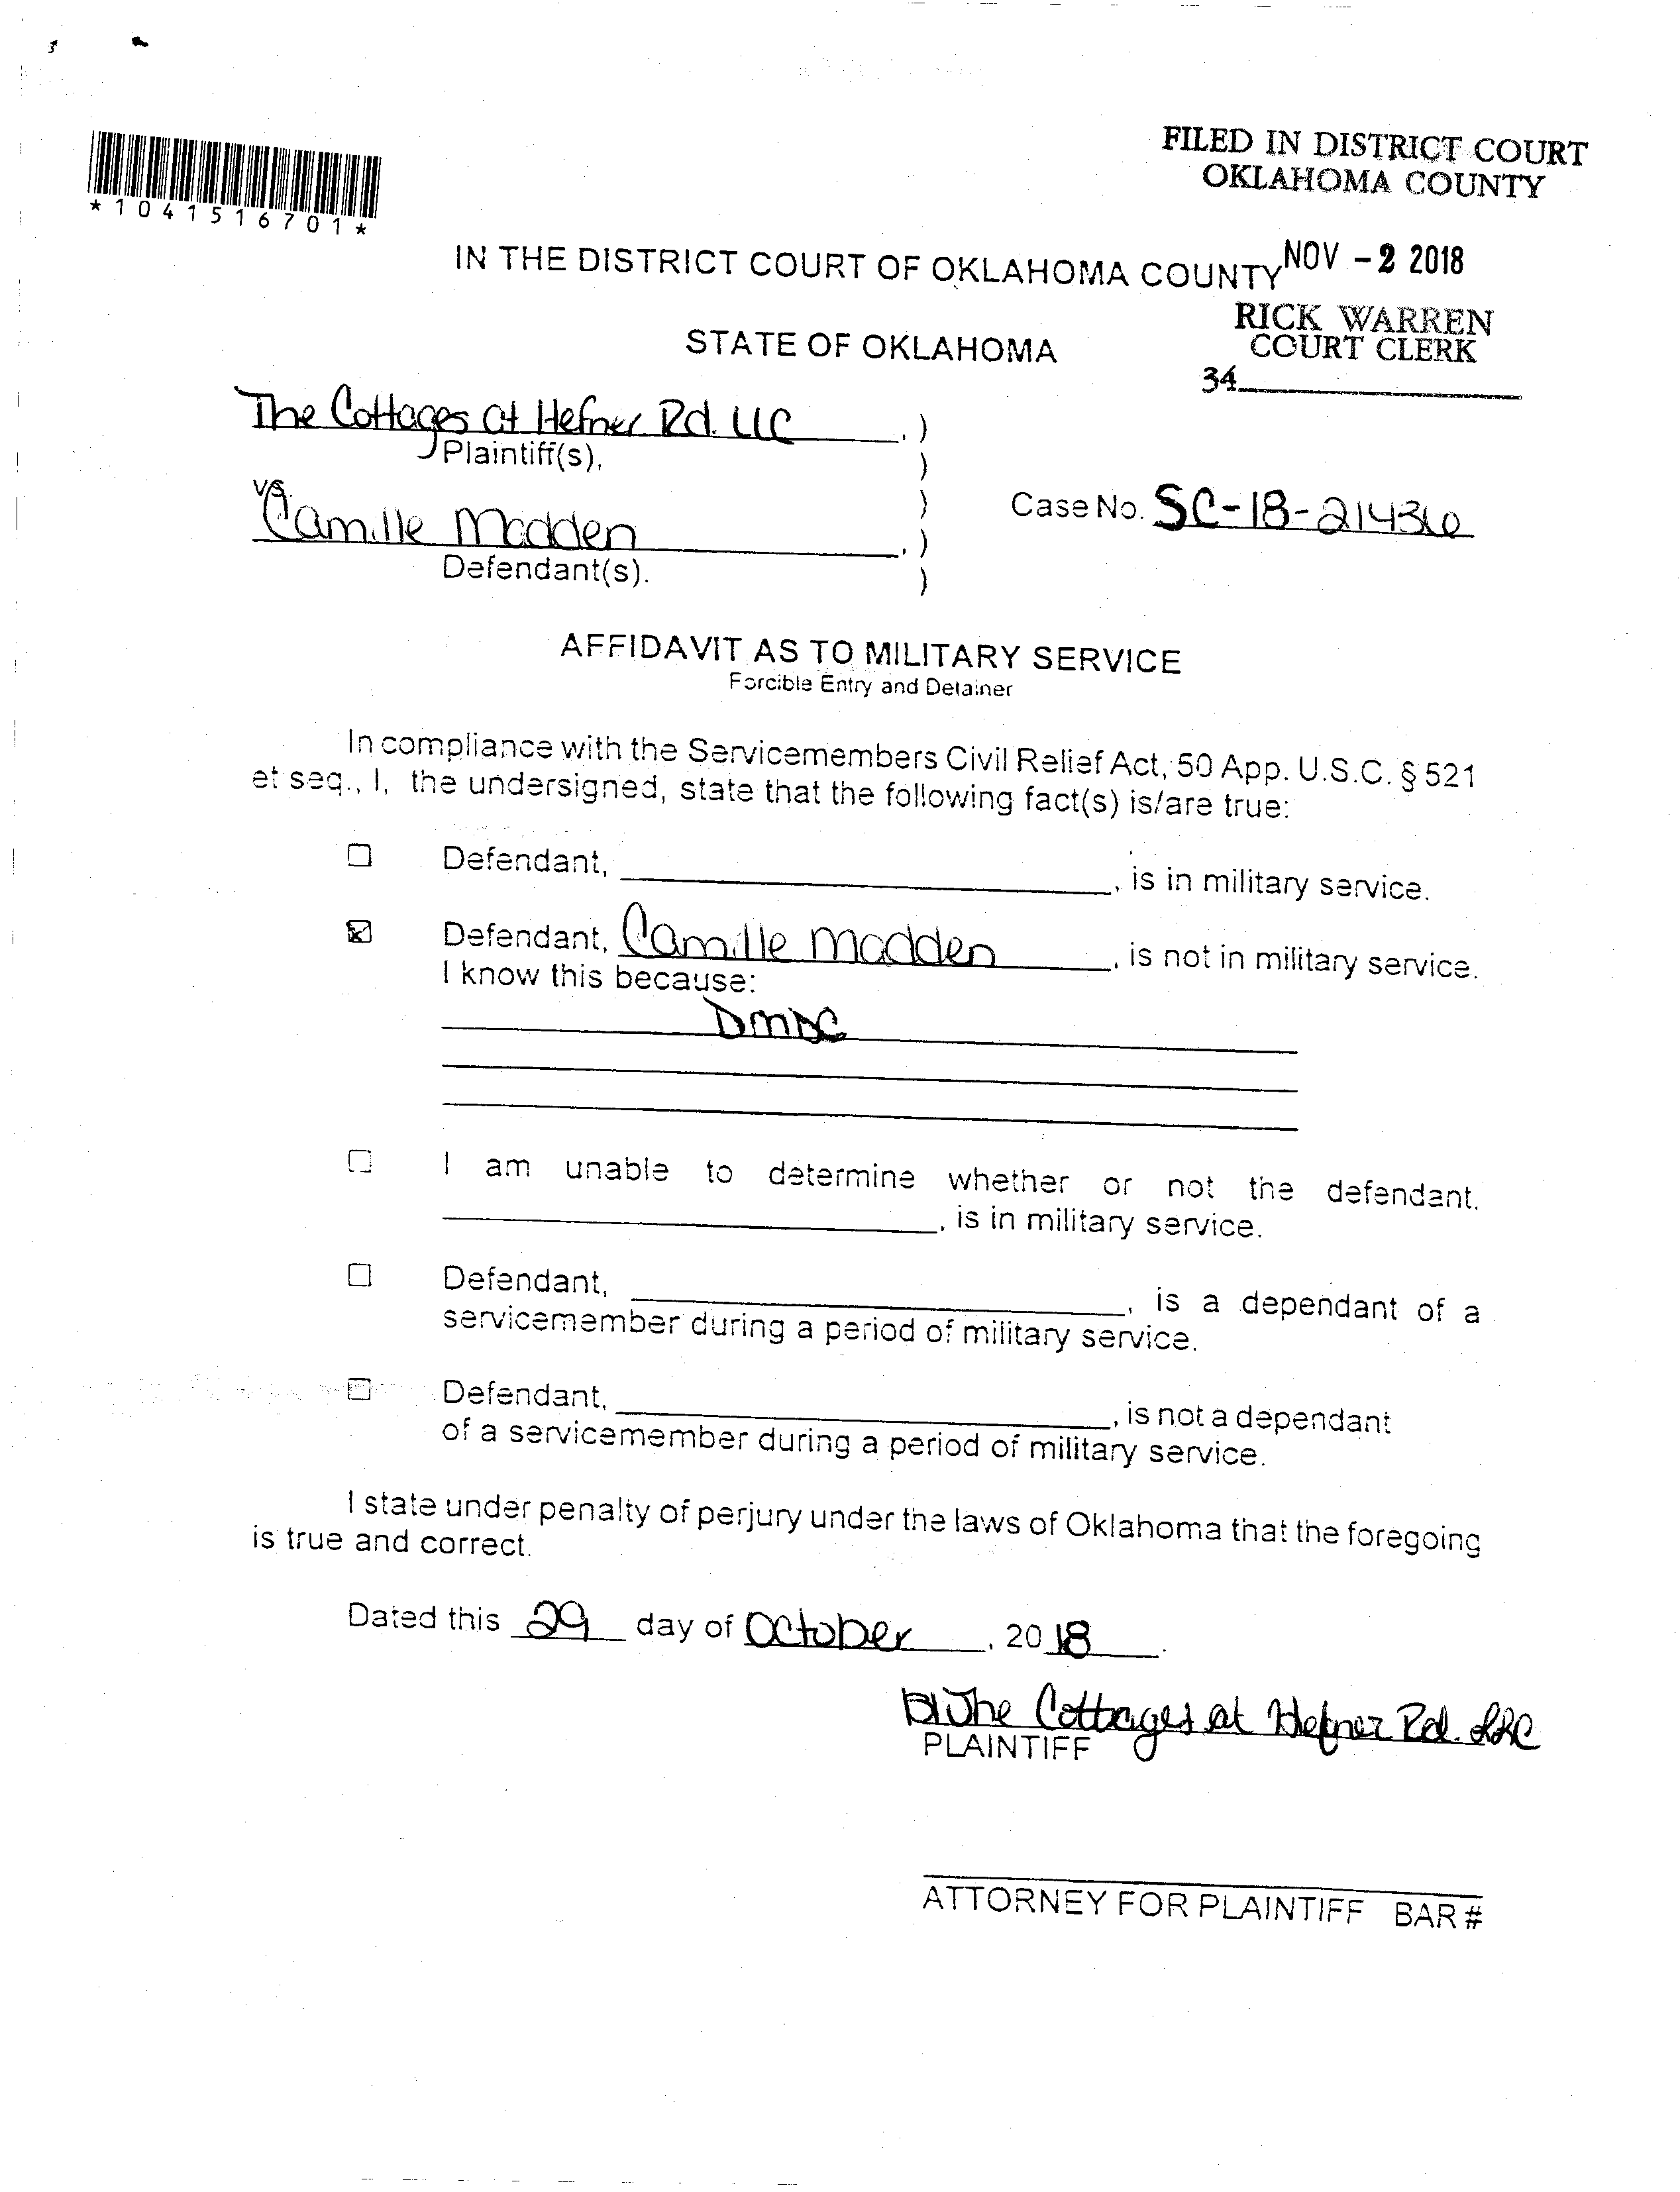 FILED IN DISTRICT COURT
OKLAHOMA COUNTY
*1041516701*
IN THE DISTRICT COURT OF OKLAHOMA COUNTY
NOV - 2 2018
STATE OF OKLAHOMA
RICK WARREN
COURT CLERK
34
The Cottages at Hefner Rd. LLC , )
Plaintiff(s), )
vs. )
Case No. SC-18-21436
Camille Madden , )
Defendant(s). )
AFFIDAVIT AS TO MILITARY SERVICE
Forcible Entry and Detainer
In compliance with the Servicemembers Civil Relief Act, 50 App. U.S.C. § 521
et seq., I, the undersigned, state that the following fact(s) is/are true:
Defendant, , is in military service.
Defendant, Camille Madden , is not in military service.
I know this because:
DMDC
I am unable to determine whether or not the defendant,
, is in military service.
Defendant, , is a dependant of a
servicemember during a period of military service.
Defendant, , is not a dependant
of a servicemember during a period of military service.
I state under penalty of perjury under the laws of Oklahoma that the foregoing
is true and correct.
Dated this 29 day of October , 20 18 .
The Cottages at Hefner Rd. LLC
PLAINTIFF
ATTORNEY FOR PLAINTIFF BAR #